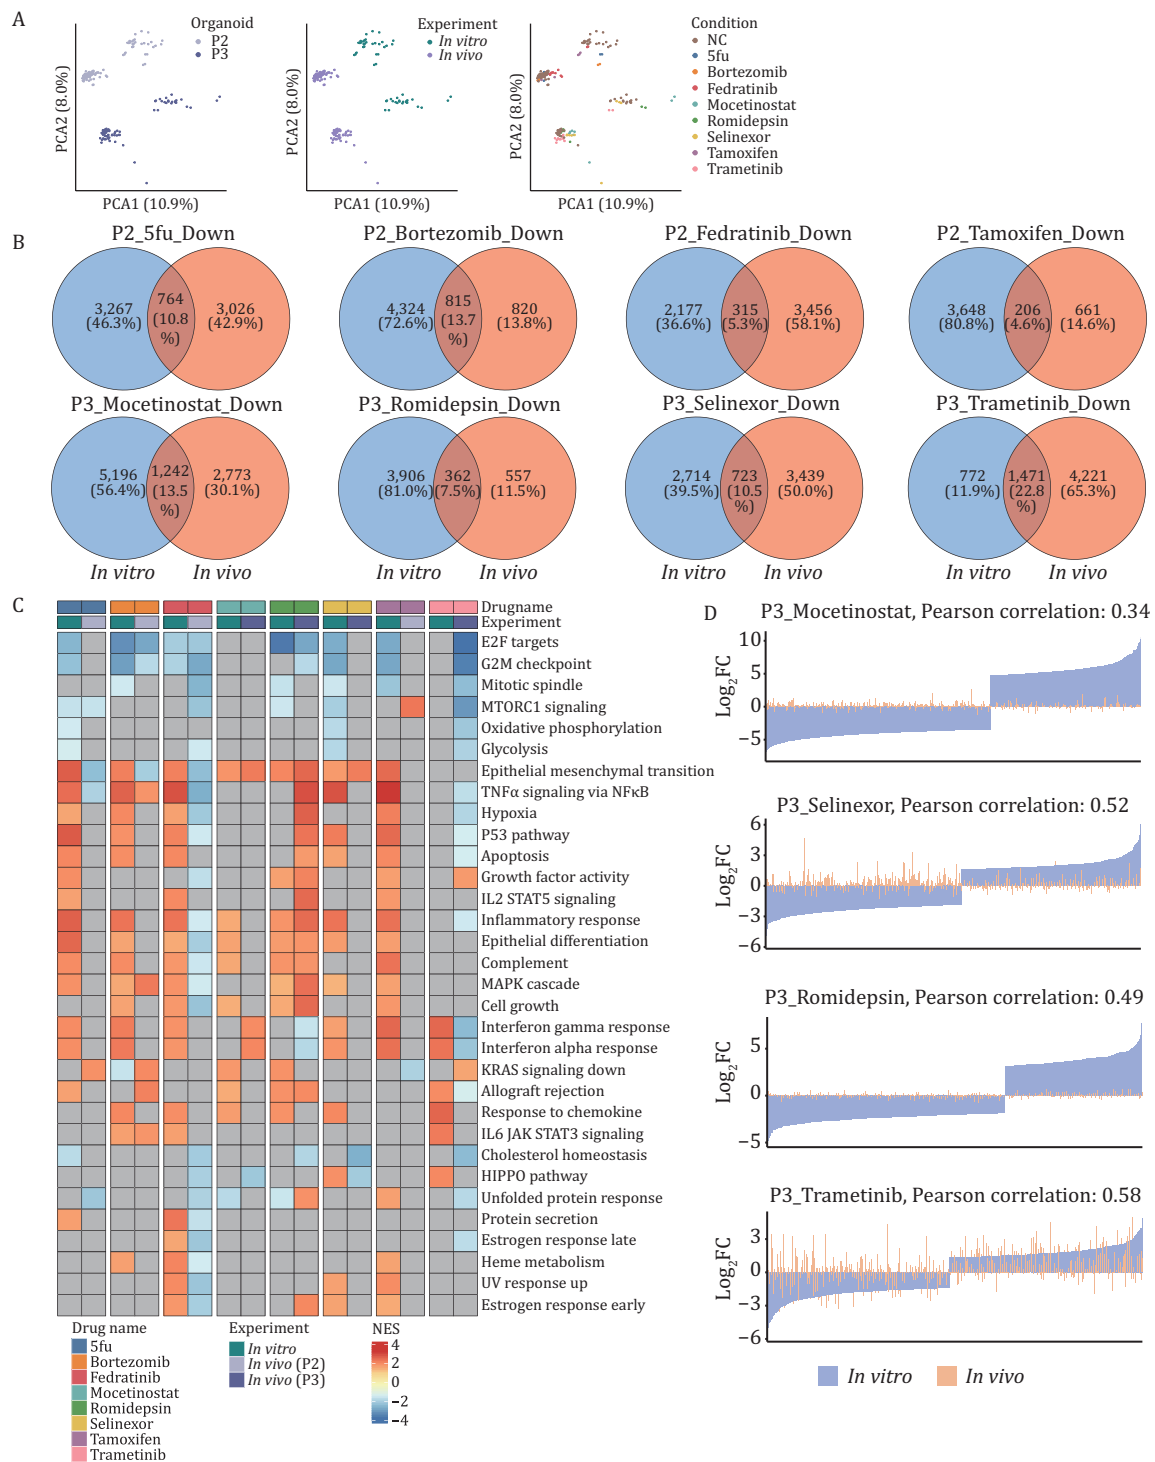 A
Organoid
P2
P3
PCA2 (8.0%)
PCA1 (10.9%)
Experiment
In vitro
In vivo
PCA2 (8.0%)
PCA1 (10.9%)
Condition
NC
5fu
Bortezomib
Fedratinib
Mocetinostat
Romidepsin
Selinexor
Tamoxifen
Trametinib
PCA2 (8.0%)
PCA1 (10.9%)
B
P2_5fu_Down
3,267
(46.3%)
764
(10.8
%)
3,026
(42.9%)
P2_Bortezomib_Down
4,324
(72.6%)
815
(13.7
%)
820
(13.8%)
P2_Fedratinib_Down
2,177
(36.6%)
315
(5.3%)
3,456
(58.1%)
P2_Tamoxifen_Down
3,648
(80.8%)
206
(4.6%)
661
(14.6%)
P3_Mocetinostat_Down
5,196
(56.4%)
1,242
(13.5
%)
2,773
(30.1%)
In vitro
In vivo
P3_Romidepsin_Down
3,906
(81.0%)
362
(7.5%)
557
(11.5%)
In vitro
In vivo
P3_Selinexor_Down
2,714
(39.5%)
723
(10.5
%)
3,439
(50.0%)
In vitro
In vivo
P3_Trametinib_Down
772
(11.9%)
1,471
(22.8
%)
4,221
(65.3%)
In vitro
In vivo
C
Drugname
Experiment
E2F targets
G2M checkpoint
Mitotic spindle
MTORC1 signaling
Oxidative phosphorylation
Glycolysis
Epithelial mesenchymal transition
TNFα signaling via NFκB
Hypoxia
P53 pathway
Apoptosis
Growth factor activity
IL2 STAT5 signaling
Inflammatory response
Epithelial differentiation
Complement
MAPK cascade
Cell growth
Interferon gamma response
Interferon alpha response
KRAS signaling down
Allograft rejection
Response to chemokine
IL6 JAK STAT3 signaling
Cholesterol homeostasis
HIPPO pathway
Unfolded protein response
Protein secretion
Estrogen response late
Heme metabolism
UV response up
Estrogen response early
Drug name
5fu
Bortezomib
Fedratinib
Mocetinostat
Romidepsin
Selinexor
Tamoxifen
Trametinib
Experiment
In vitro
In vivo (P2)
In vivo (P3)
NES
4
2
0
−2
−4
D
P3_Mocetinostat, Pearson correlation: 0.34
Log2FC
10
5
0
−5
P3_Selinexor, Pearson correlation: 0.52
Log2FC
6
3
0
−3
−6
P3_Romidepsin, Pearson correlation: 0.49
Log2FC
5
0
−5
P3_Trametinib, Pearson correlation: 0.58
Log2FC
3
0
−3
−6
In vitro
In vivo